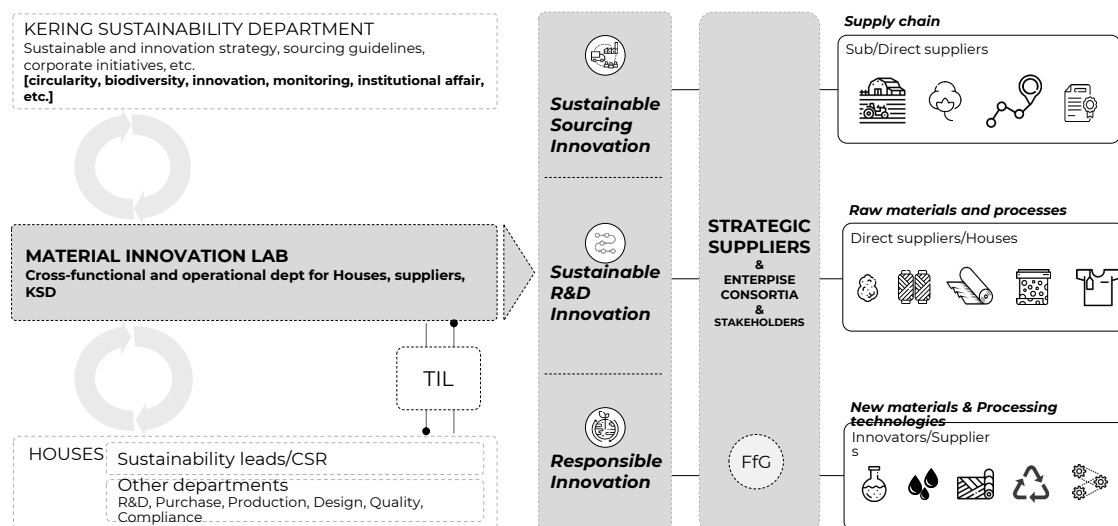 KERING SUSTAINABILITY DEPARTMENT
Sustainable and innovation strategy, sourcing guidelines,
corporate initiatives, etc.
[circularity, biodiversity, innovation, monitoring, institutional affair,
etc.]
MATERIAL INNOVATION LAB
Cross-functional and operational dept for Houses, suppliers,
KSD
TIL
HOUSES
Sustainability leads/CSR
Other departments
R&D, Purchase, Production, Design, Quality,
Compliance
Sustainable
Sourcing
Innovation
Sustainable
R&D
Innovation
Responsible
Innovation
STRATEGIC
SUPPLIERS
&
ENTERPISE
CONSORTIA
&
STAKEHOLDERS
FfG
Supply chain
Sub/Direct suppliers
Raw materials and processes
Direct suppliers/Houses
New materials & Processing
technologies
Innovators/Supplier
s